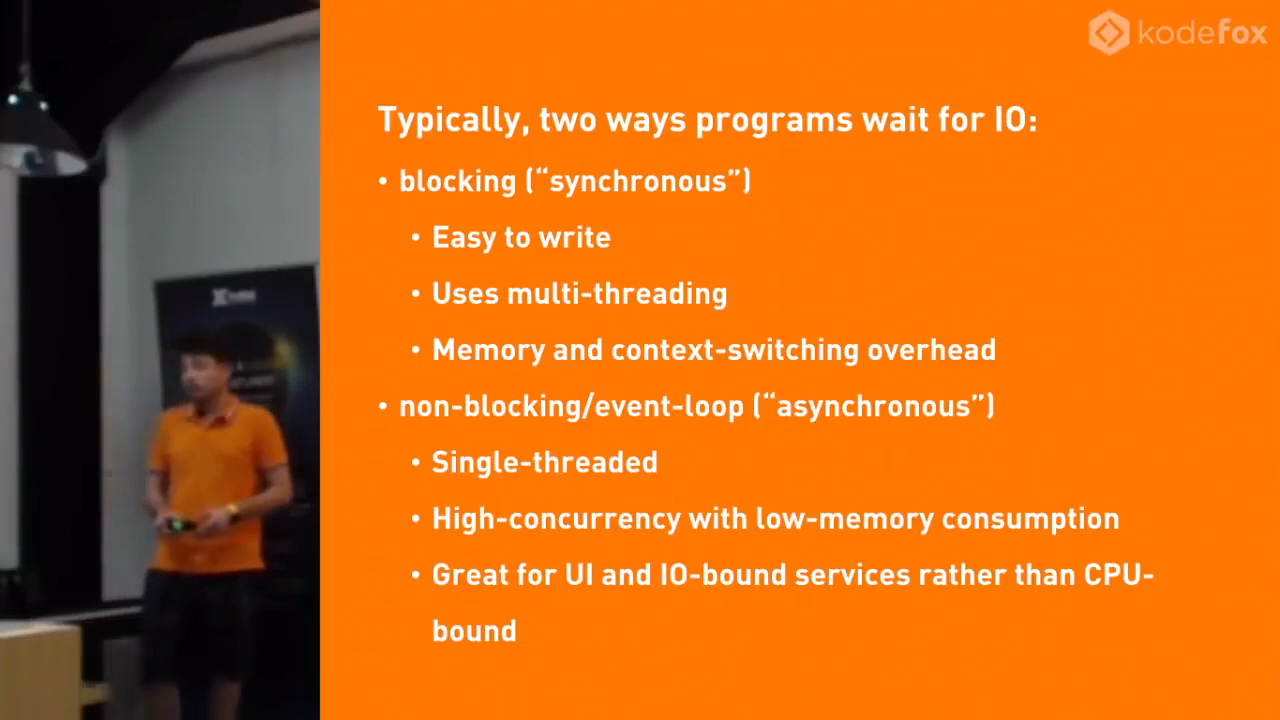 kodefox
Typically, two ways programs wait for IO:
• blocking (“synchronous”)
• Easy to write
• Uses multi-threading
• Memory and context-switching overhead
• non-blocking/event-loop (“asynchronous”)
• Single-threaded
• High-concurrency with low-memory consumption
• Great for UI and IO-bound services rather than CPU-
bound